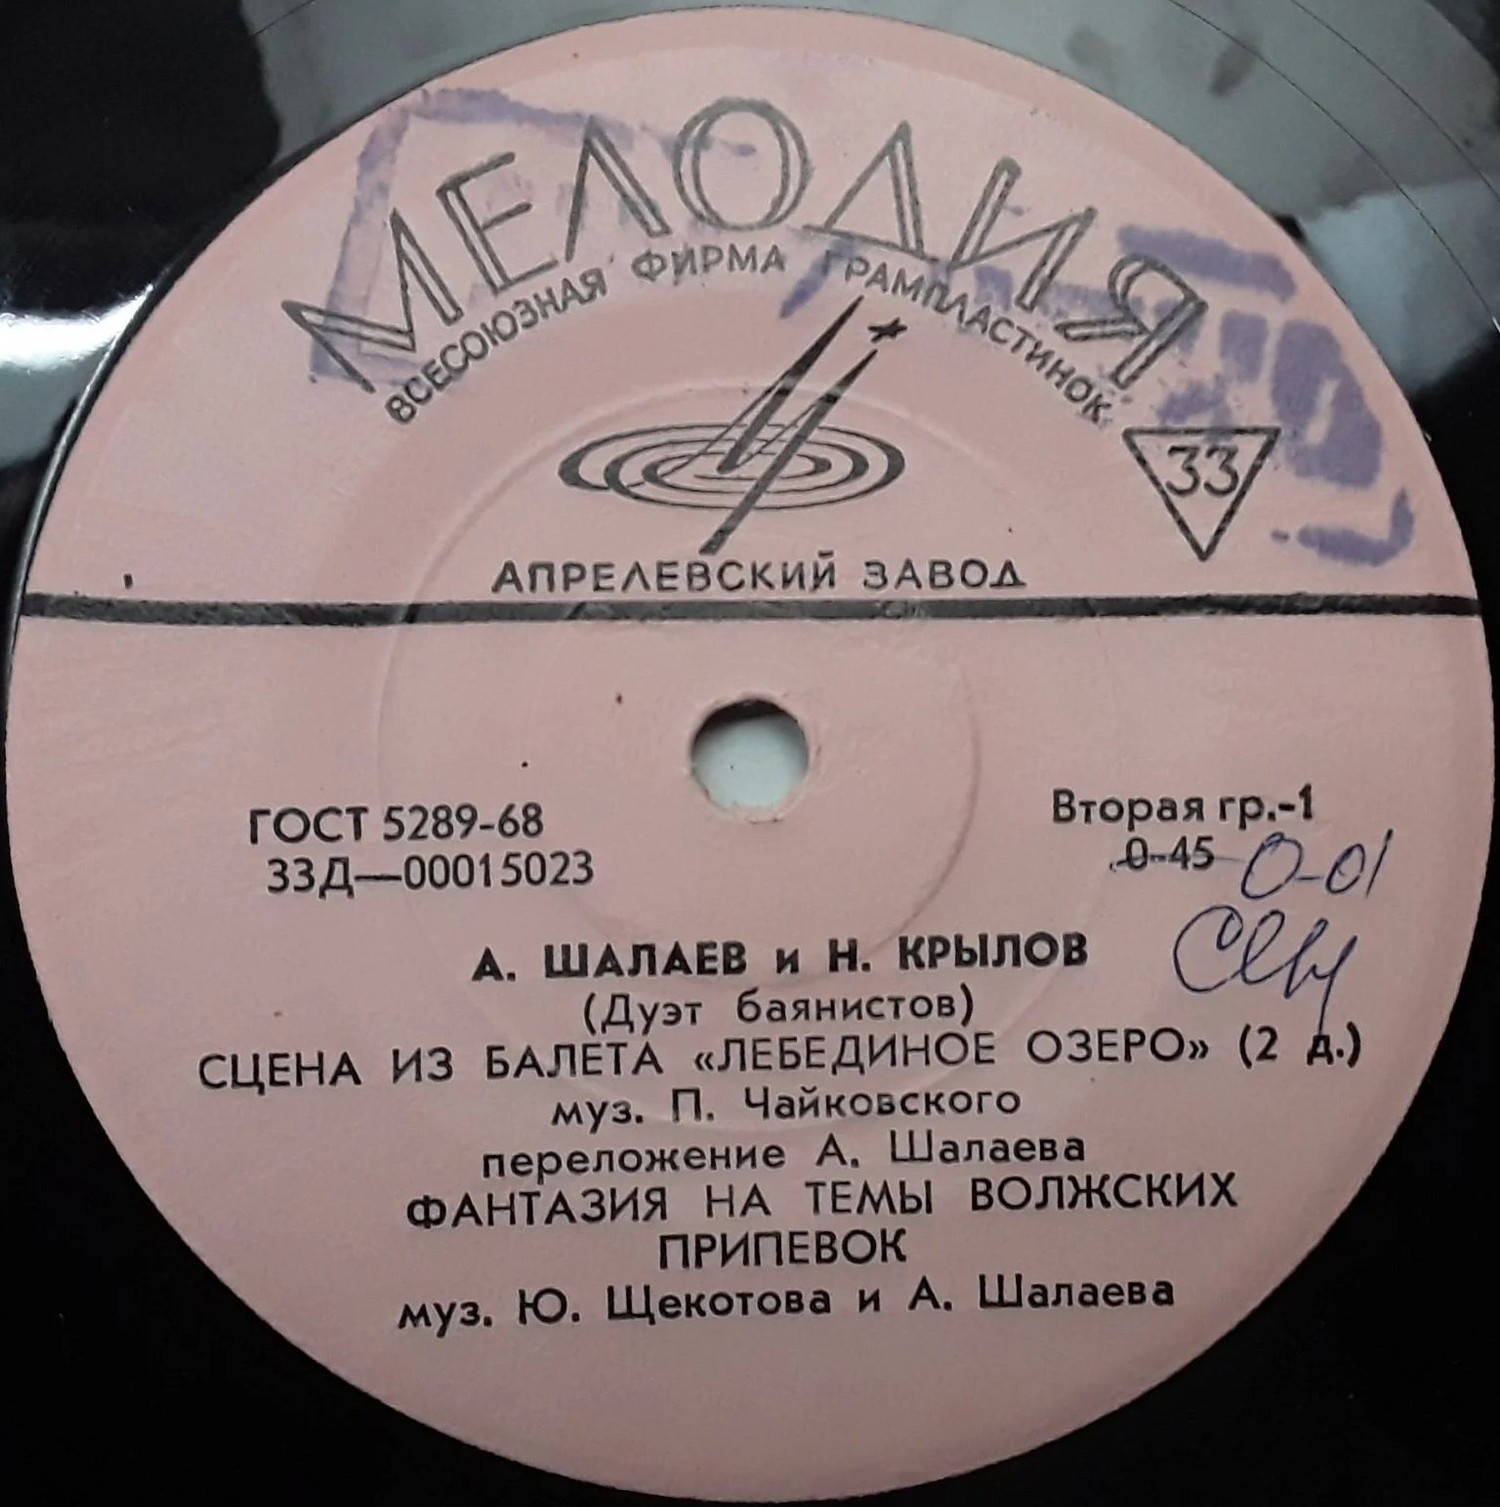 МЕЛОДИЯ
ВСЕСОЮЗНАЯ ФИРМА ГРАМПЛАСТИНОК
33
АПРЕЛЕВСКИЙ ЗАВОД
ГОСТ 5289-68
33Д—00015023
Вторая гр.-1
0-45 0-01
А. ШАЛАЕВ и Н. КРЫЛОВ
(Дуэт баянистов)
СЦЕНА ИЗ БАЛЕТА «ЛЕБЕДИНОЕ ОЗЕРО» (2 д.)
муз. П. Чайковского
переложение А. Шалаева
ФАНТАЗИЯ НА ТЕМЫ ВОЛЖСКИХ
ПРИПЕВОК
муз. Ю. Щекотова и А. Шалаева